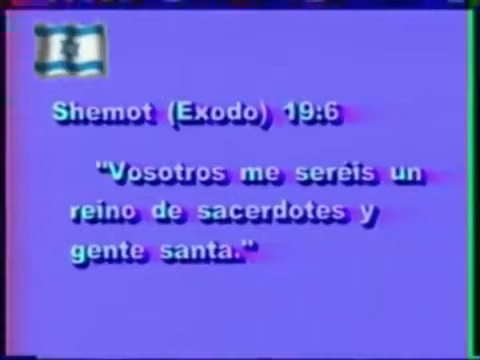 Shemot (Exodo) 19:6
"Vosotros me seréis un
reino de sacerdotes y
gente santa."